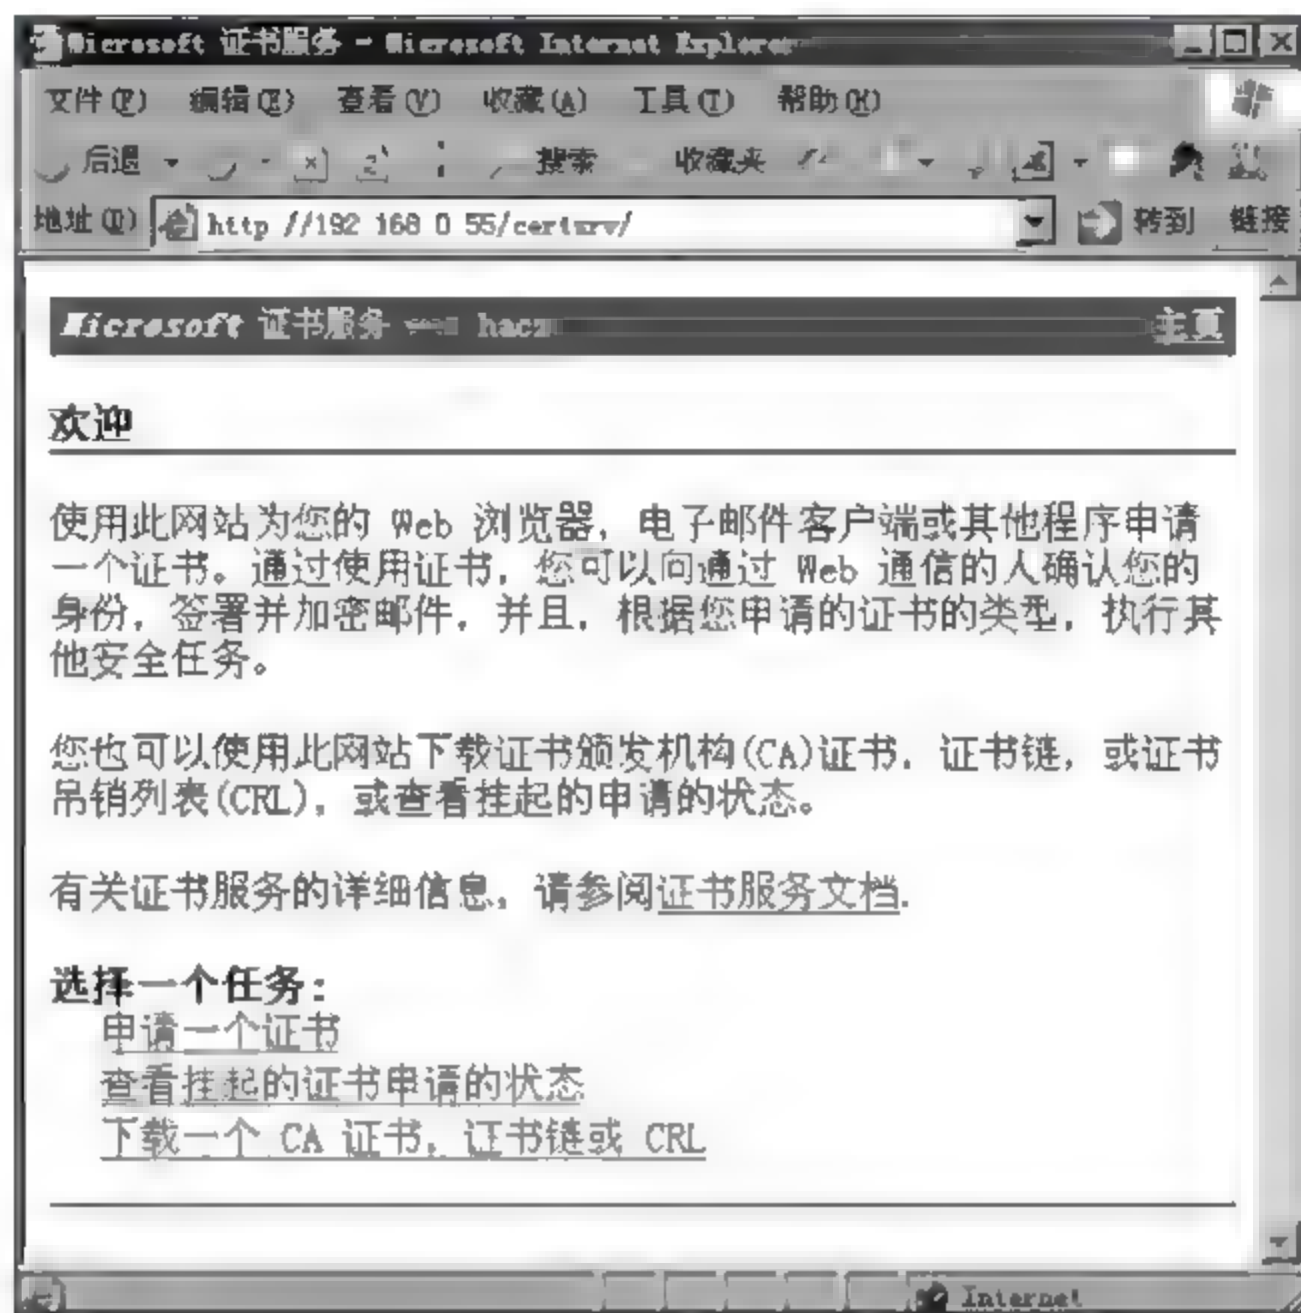 Microsoft 证书服务 - Microsoft Internet Explorer
文件(F) 编辑(E) 查看(V) 收藏(A) 工具(T) 帮助(H)
后退 搜索 收藏夹
地址(D) http //192 168 0 55/certsrv/ 转到 链接
Microsoft 证书服务 主页
欢迎
使用此网站为您的 Web 浏览器，电子邮件客户端或其他程序申请
一个证书。通过使用证书，您可以向通过 Web 通信的人确认您的
身份，签署并加密邮件，并且，根据您申请的证书的类型，执行其
他安全任务。
您也可以使用此网站下载证书颁发机构(CA)证书，证书链，或证书
吊销列表(CRL)，或查看挂起的申请的状态。
有关证书服务的详细信息，请参阅证书服务文档.
选择一个任务:
申请一个证书
查看挂起的证书申请的状态
下载一个 CA 证书，证书链或 CRL
Internet